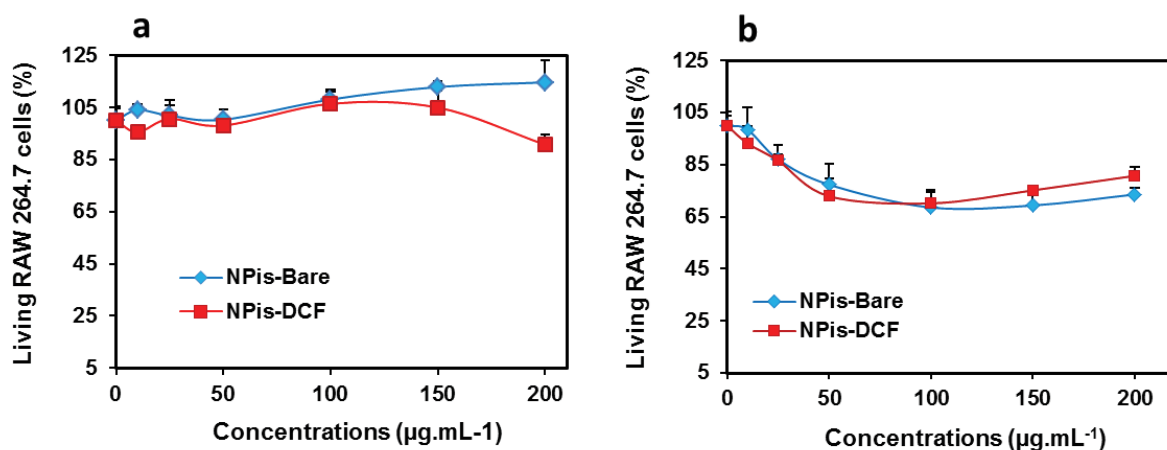 a
Living RAW 264.7 cells (%)
125
105
85
65
45
25
5
NPis-Bare
NPis-DCF
0 50 100 150 200
Concentrations (µg.mL-1)
b
Living RAW 264.7 cells (%)
125
105
85
65
45
25
5
NPis-Bare
NPis-DCF
0 50 100 150 200
Concentrations (µg.mL⁻¹)